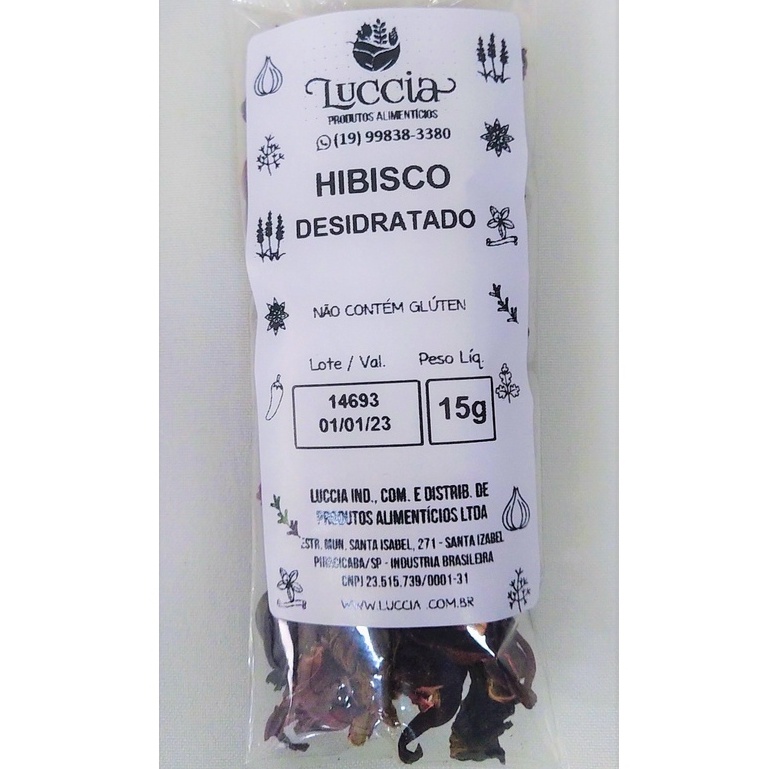 Luccia
PRODUTOS ALIMENTÍCIOS
(19) 99838-3380
HIBISCO
DESIDRATADO
NÃO CONTÉM GLÚTEN
Lote / Val. Peso Líq.
14693
01/01/23
15g
LUCCIA IND., COM. E DISTRIB. DE
PRODUTOS ALIMENTÍCIOS LTDA
ESTR. MUN. SANTA ISABEL, 271 - SANTA IZABEL
PIRACICABA/SP - INDUSTRIA BRASILEIRA
CNPJ 23.515.739/0001-31
WWW.LUCCIA.COM.BR